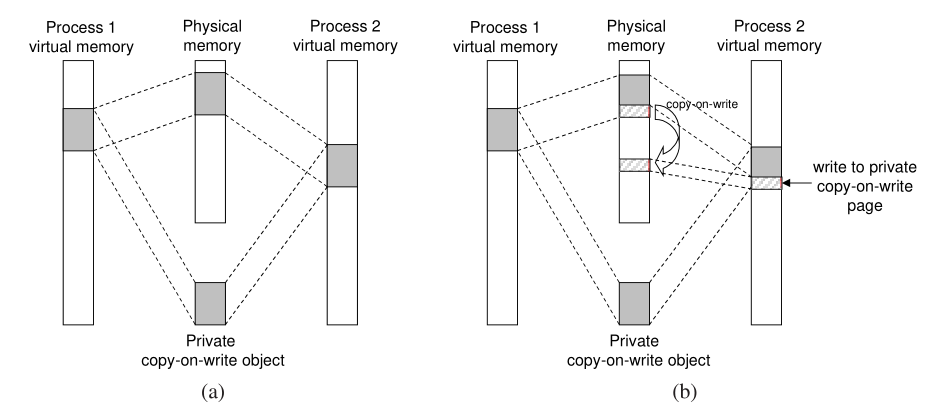 Process 1
virtual memory
Physical
memory
Process 2
virtual memory
Private
copy-on-write object
(a)
Process 1
virtual memory
Physical
memory
Process 2
virtual memory
copy-on-write
write to private
copy-on-write
page
Private
copy-on-write object
(b)